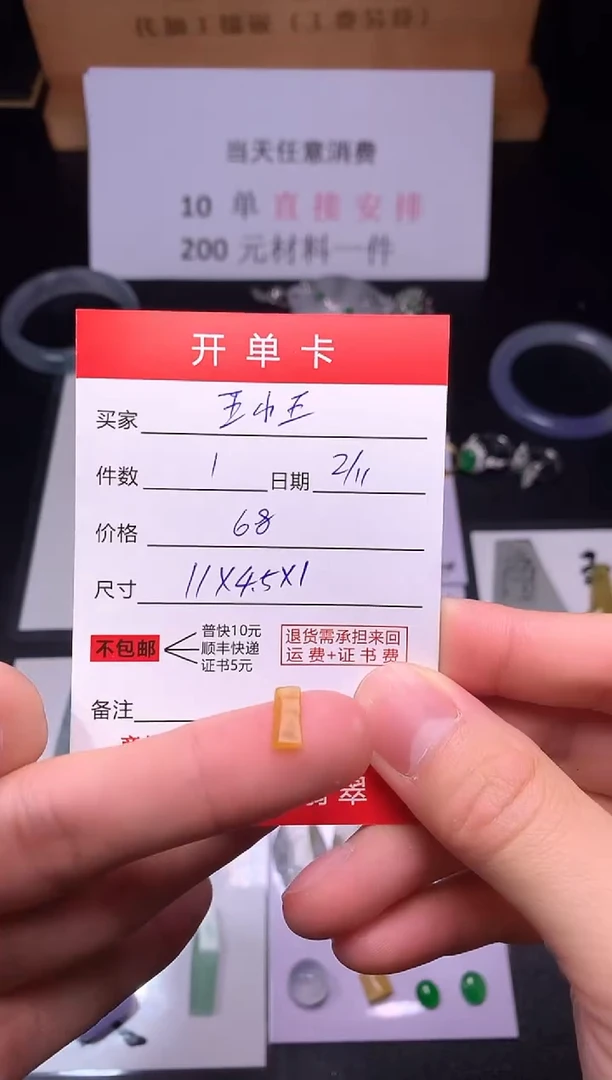 当天任意消费
10 单 直接安排
200 元材料一件
开单卡
买家 王小五
件数 1 日期 2/11
价格 68
尺寸 11X4.5X1
不包邮
普快10元
顺丰快递
证书5元
退货需承担来回
运费+证书费
备注
翡翠